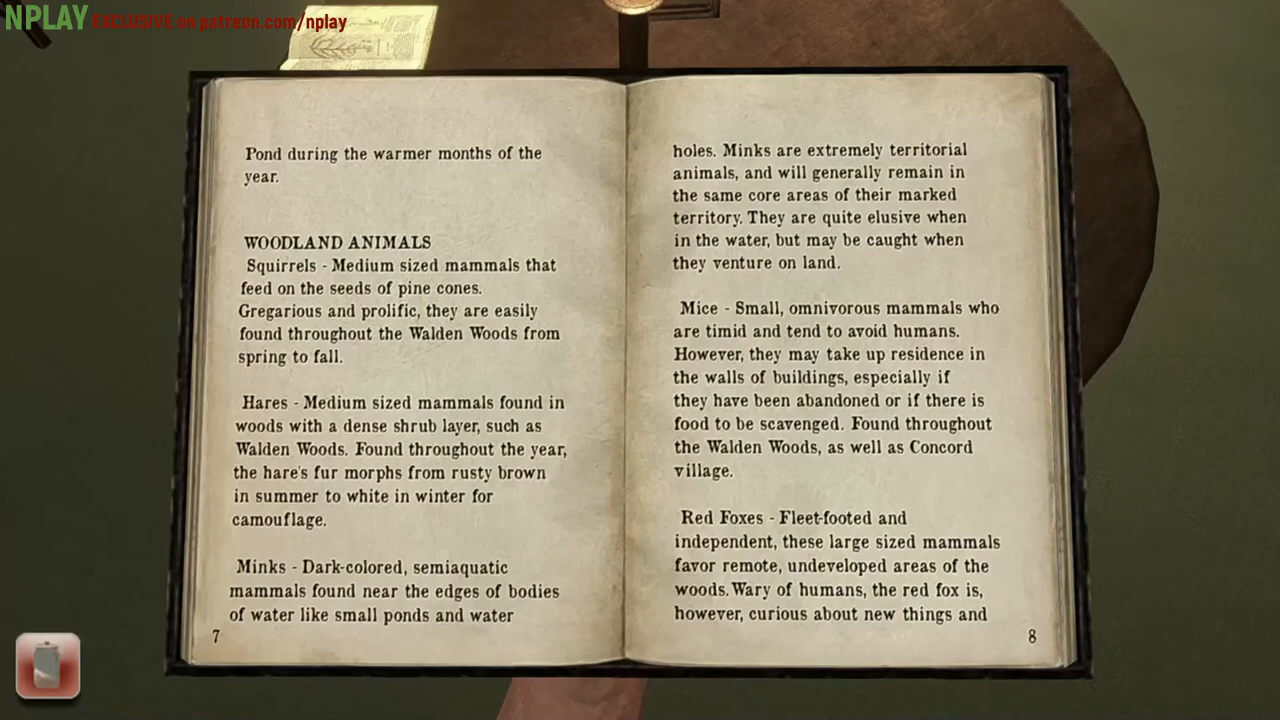 NPLAY EXCLUSIVE on patreon.com/nplay
Pond during the warmer months of the
year.
WOODLAND ANIMALS
Squirrels - Medium sized mammals that
feed on the seeds of pine cones.
Gregarious and prolific, they are easily
found throughout the Walden Woods from
spring to fall.
Hares - Medium sized mammals found in
woods with a dense shrub layer, such as
Walden Woods. Found throughout the year,
the hare's fur morphs from rusty brown
in summer to white in winter for
camouflage.
Minks - Dark-colored, semiaquatic
mammals found near the edges of bodies
of water like small ponds and water
7
holes. Minks are extremely territorial
animals, and will generally remain in
the same core areas of their marked
territory. They are quite elusive when
in the water, but may be caught when
they venture on land.
Mice - Small, omnivorous mammals who
are timid and tend to avoid humans.
However, they may take up residence in
the walls of buildings, especially if
they have been abandoned or if there is
food to be scavenged. Found throughout
the Walden Woods, as well as Concord
village.
Red Foxes - Fleet-footed and
independent, these large sized mammals
favor remote, undeveloped areas of the
woods. Wary of humans, the red fox is,
however, curious about new things and
8